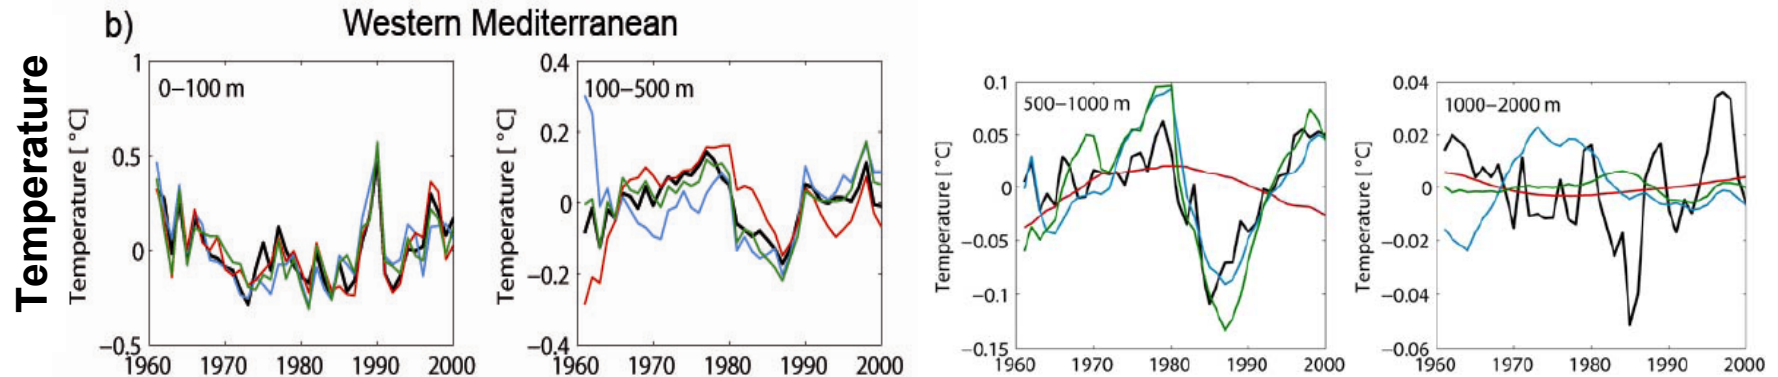 b) Western Mediterranean
Temperature
Temperature [ °C]
1
0.5
0
−0.5
0−100 m
1960 1970 1980 1990 2000
Temperature [ °C]
0.4
0.2
0
−0.2
−0.4
100−500 m
1960 1970 1980 1990 2000
Temperature [ °C]
0.1
0.05
0
−0.05
−0.1
−0.15
500−1000 m
1960 1970 1980 1990 2000
Temperature [ °C]
0.04
0.02
0
−0.02
−0.04
−0.06
1000−2000 m
1960 1970 1980 1990 2000